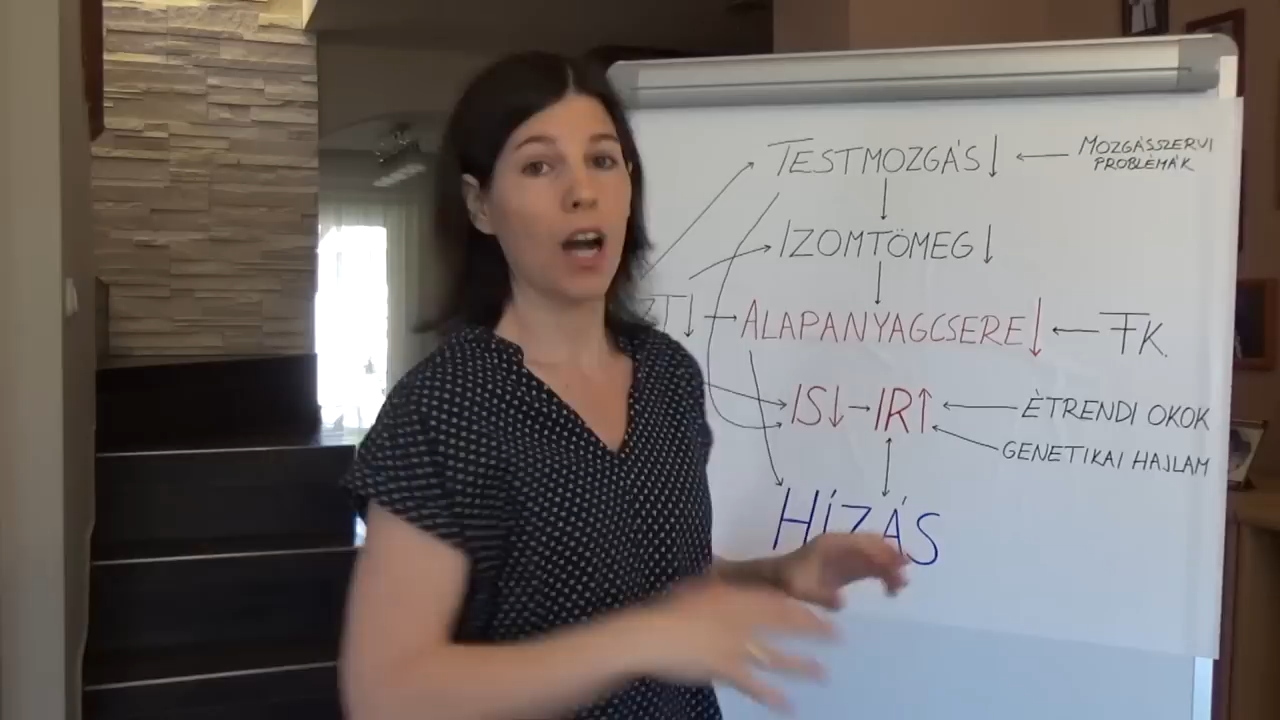 TESTMOZGÁS↓ ← MOZGÁSSZERVI
PROBLÉMÁK
IZOMTÖMEG↓
↓ → ALAPANYAGCSERE↓ ← FK.
IS↓ → IR↑ ← ÉTRENDI OKOK
GENETIKAI HAJLAM
HÍZÁS